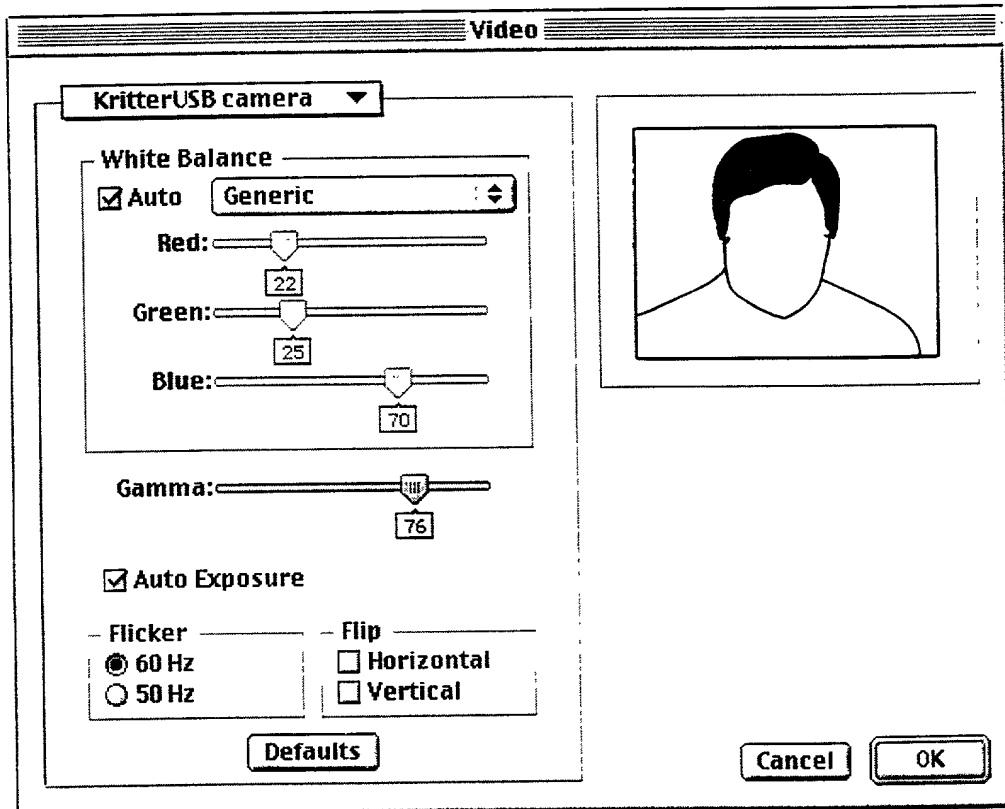 Video
KritterUSB camera
White Balance
Auto Generic
Red:
22
Green:
25
Blue:
70
Gamma:
76
Auto Exposure
Flicker
60 Hz
50 Hz
Flip
Horizontal
Vertical
Defaults
Cancel OK